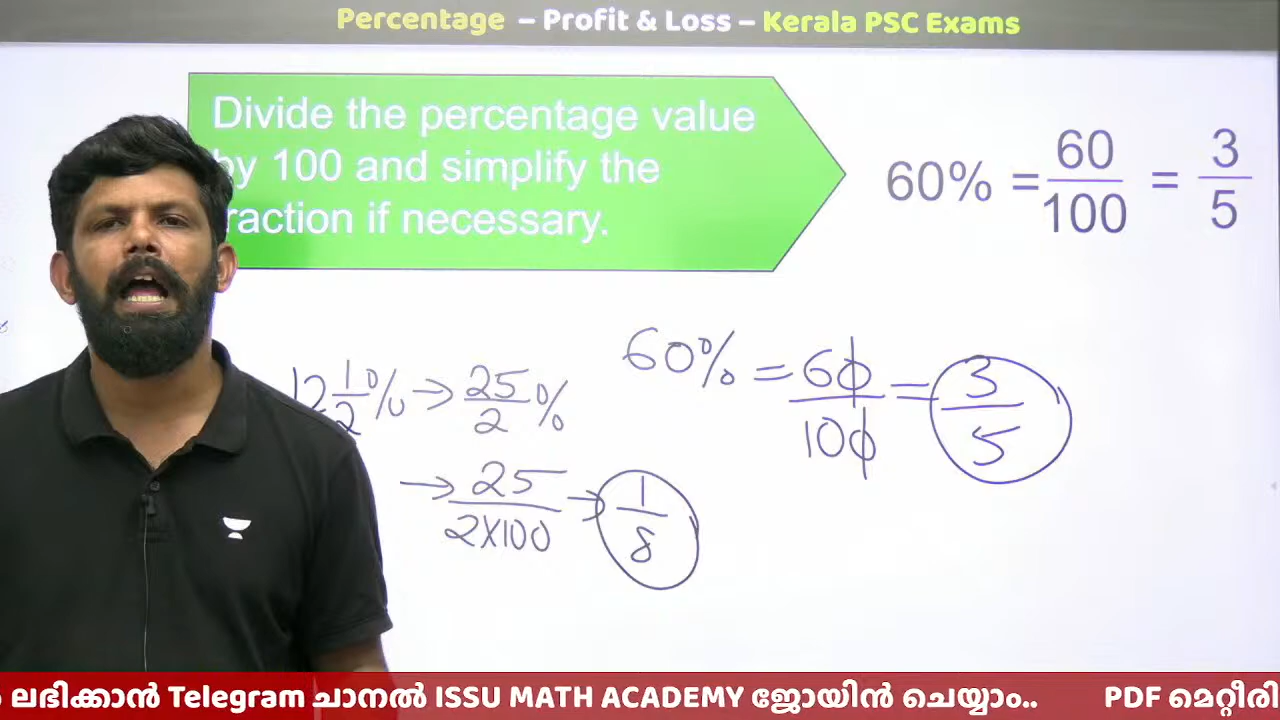 Percentage – Profit & Loss – Kerala PSC Exams
Divide the percentage value
by 100 and simplify the
raction if necessary.
60% = 60/100 = 3/5
60% = 60/100 = 3/5
12 1/2 % → 25/2 %
→ 25/2×100 → 1/8
ലഭിക്കാൻ Telegram ചാനൽ ISSU MATH ACADEMY ജോയിൻ ചെയ്യാം.. PDF മെറ്റീരി